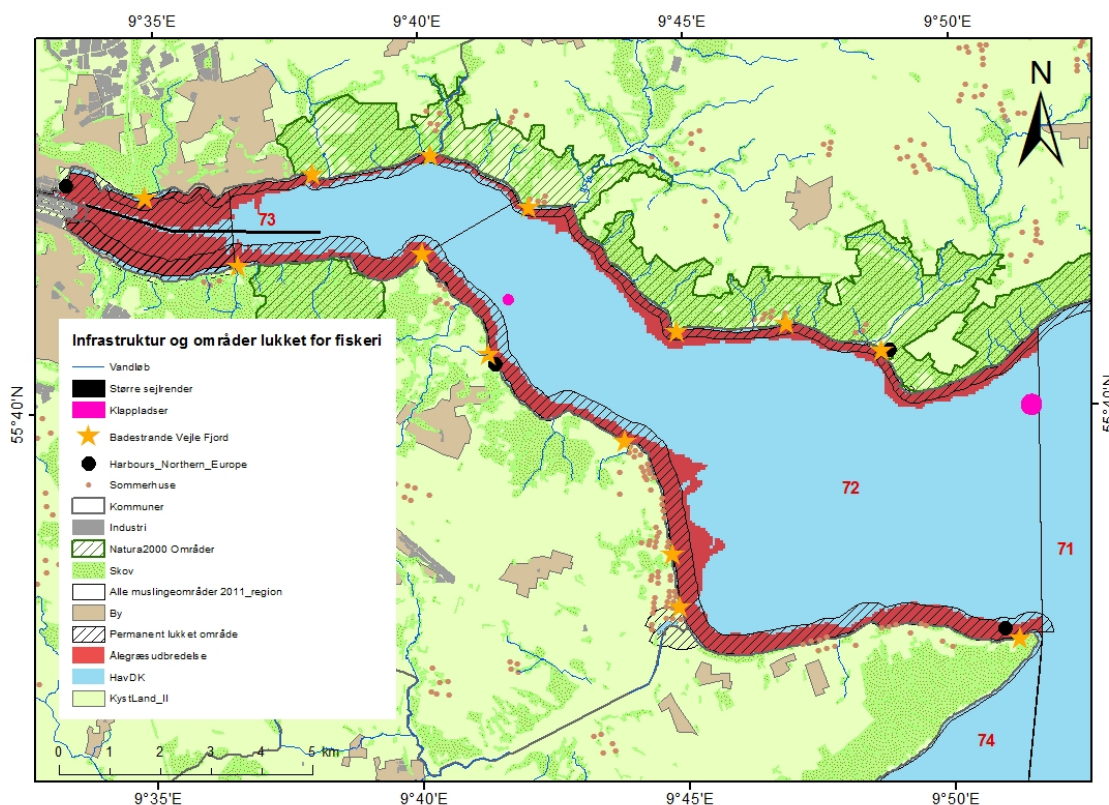 9°35'E 9°40'E 9°45'E 9°50'E
N
73
Infrastruktur og områder lukket for fiskeri
Vandløb
Større sejlrender
Klappladser
Badestrande Vejle Fjord
Harbours_Northern_Europe
Sommerhuse
Kommuner
Industri
Natura2000 Områder
Skov
Alle muslingeområder 2011_region
By
Permanent lukket område
Ålegræsudbredelse
HavDK
KystLand_II
55°40'N
55°40'N
72
71
74
0 1 2 3 4 5 km
9°35'E 9°40'E 9°45'E 9°50'E